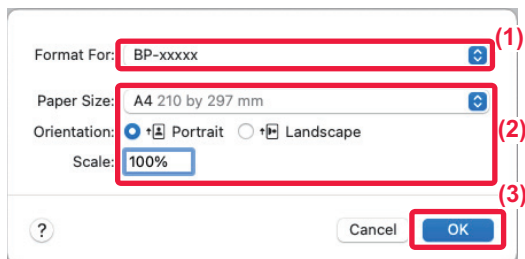 (1)
Format For: BP-xxxxx
Paper Size: A4 210 by 297 mm
Orientation: Portrait Landscape
(2)
Scale: 100%
(3)
? Cancel OK